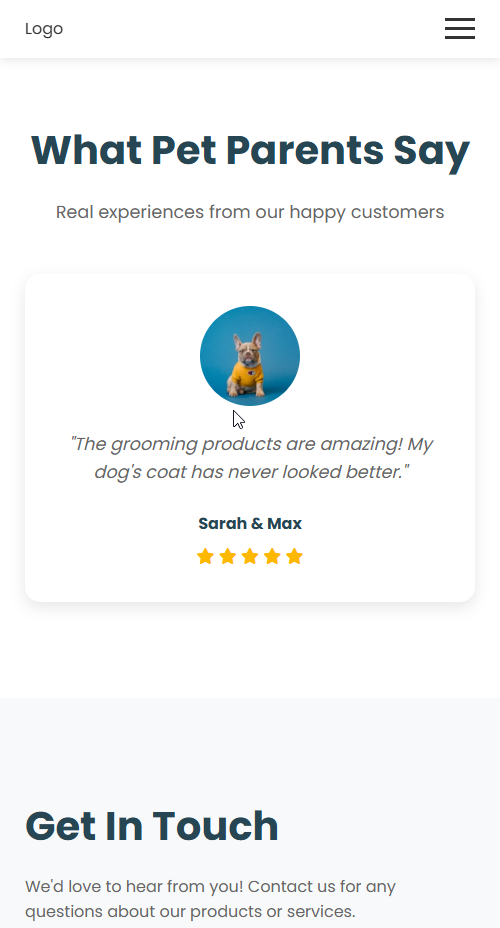 Logo
What Pet Parents Say
Real experiences from our happy customers
"The grooming products are amazing! My
dog's coat has never looked better."
Sarah & Max
Get In Touch
We'd love to hear from you! Contact us for any
questions about our products or services.